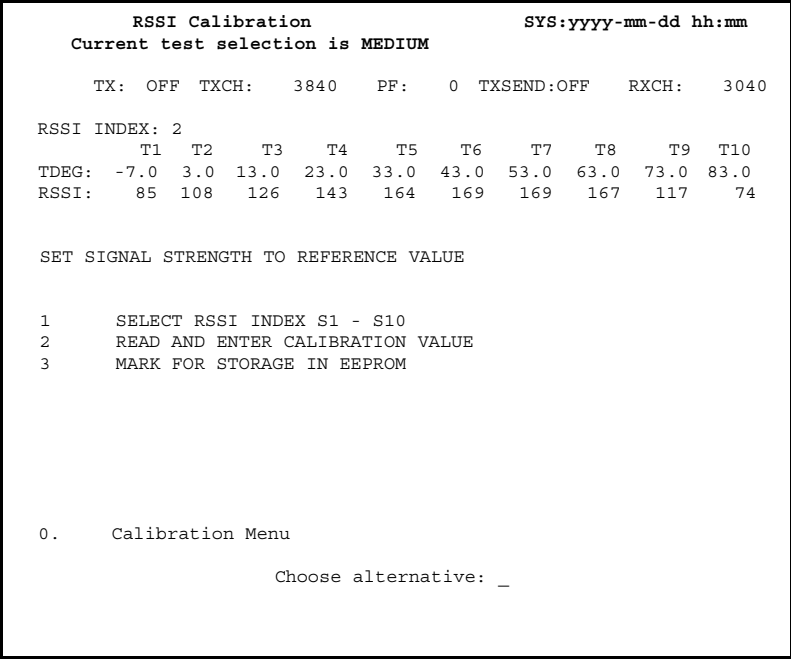 RSSI Calibration SYS:yyyy-mm-dd hh:mm
Current test selection is MEDIUM
TX: OFF TXCH: 3840 PF: 0 TXSEND:OFF RXCH: 3040
RSSI INDEX: 2
T1 T2 T3 T4 T5 T6 T7 T8 T9 T10
TDEG: -7.0 3.0 13.0 23.0 33.0 43.0 53.0 63.0 73.0 83.0
RSSI: 85 108 126 143 164 169 169 167 117 74
SET SIGNAL STRENGTH TO REFERENCE VALUE
1 SELECT RSSI INDEX S1 - S10
2 READ AND ENTER CALIBRATION VALUE
3 MARK FOR STORAGE IN EEPROM
0. Calibration Menu
Choose alternative: _